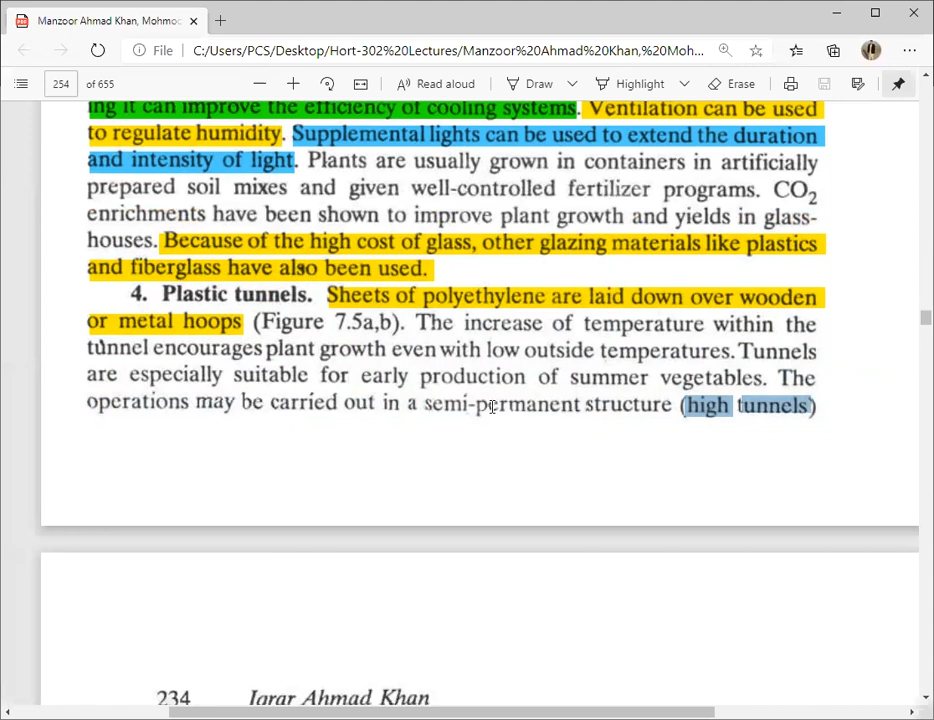 Manzoor Ahmad Khan, Mohmoc
File
C:/Users/PCS/Desktop/Hort-302%20Lectures/Manzoor%20Ahmad%20Khan,%20Moh...
254 of 655
Read aloud
Draw
Highlight
Erase
ing it can improve the efficiency of cooling systems. Ventilation can be used
to regulate humidity. Supplemental lights can be used to extend the duration
and intensity of light. Plants are usually grown in containers in artificially
prepared soil mixes and given well-controlled fertilizer programs. CO2
enrichments have been shown to improve plant growth and yields in glass-
houses. Because of the high cost of glass, other glazing materials like plastics
and fiberglass have also been used.
4. Plastic tunnels. Sheets of polyethylene are laid down over wooden
or metal hoops (Figure 7.5a,b). The increase of temperature within the
tunnel encourages plant growth even with low outside temperatures. Tunnels
are especially suitable for early production of summer vegetables. The
operations may be carried out in a semi-permanent structure (high tunnels)
234 Iqrar Ahmad Khan